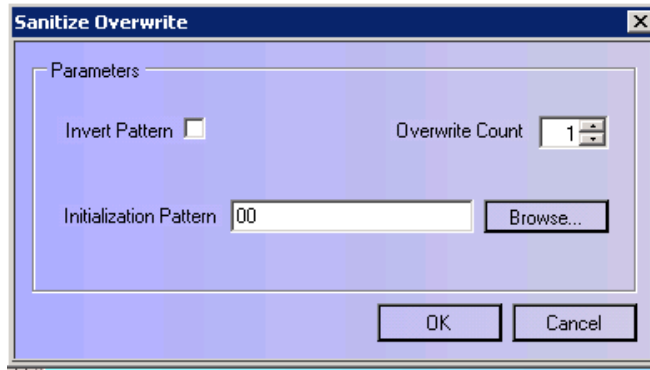 Sanitize Overwrite
Parameters
Invert Pattern Overwrite Count 1
Initialization Pattern 00 Browse...
OK Cancel